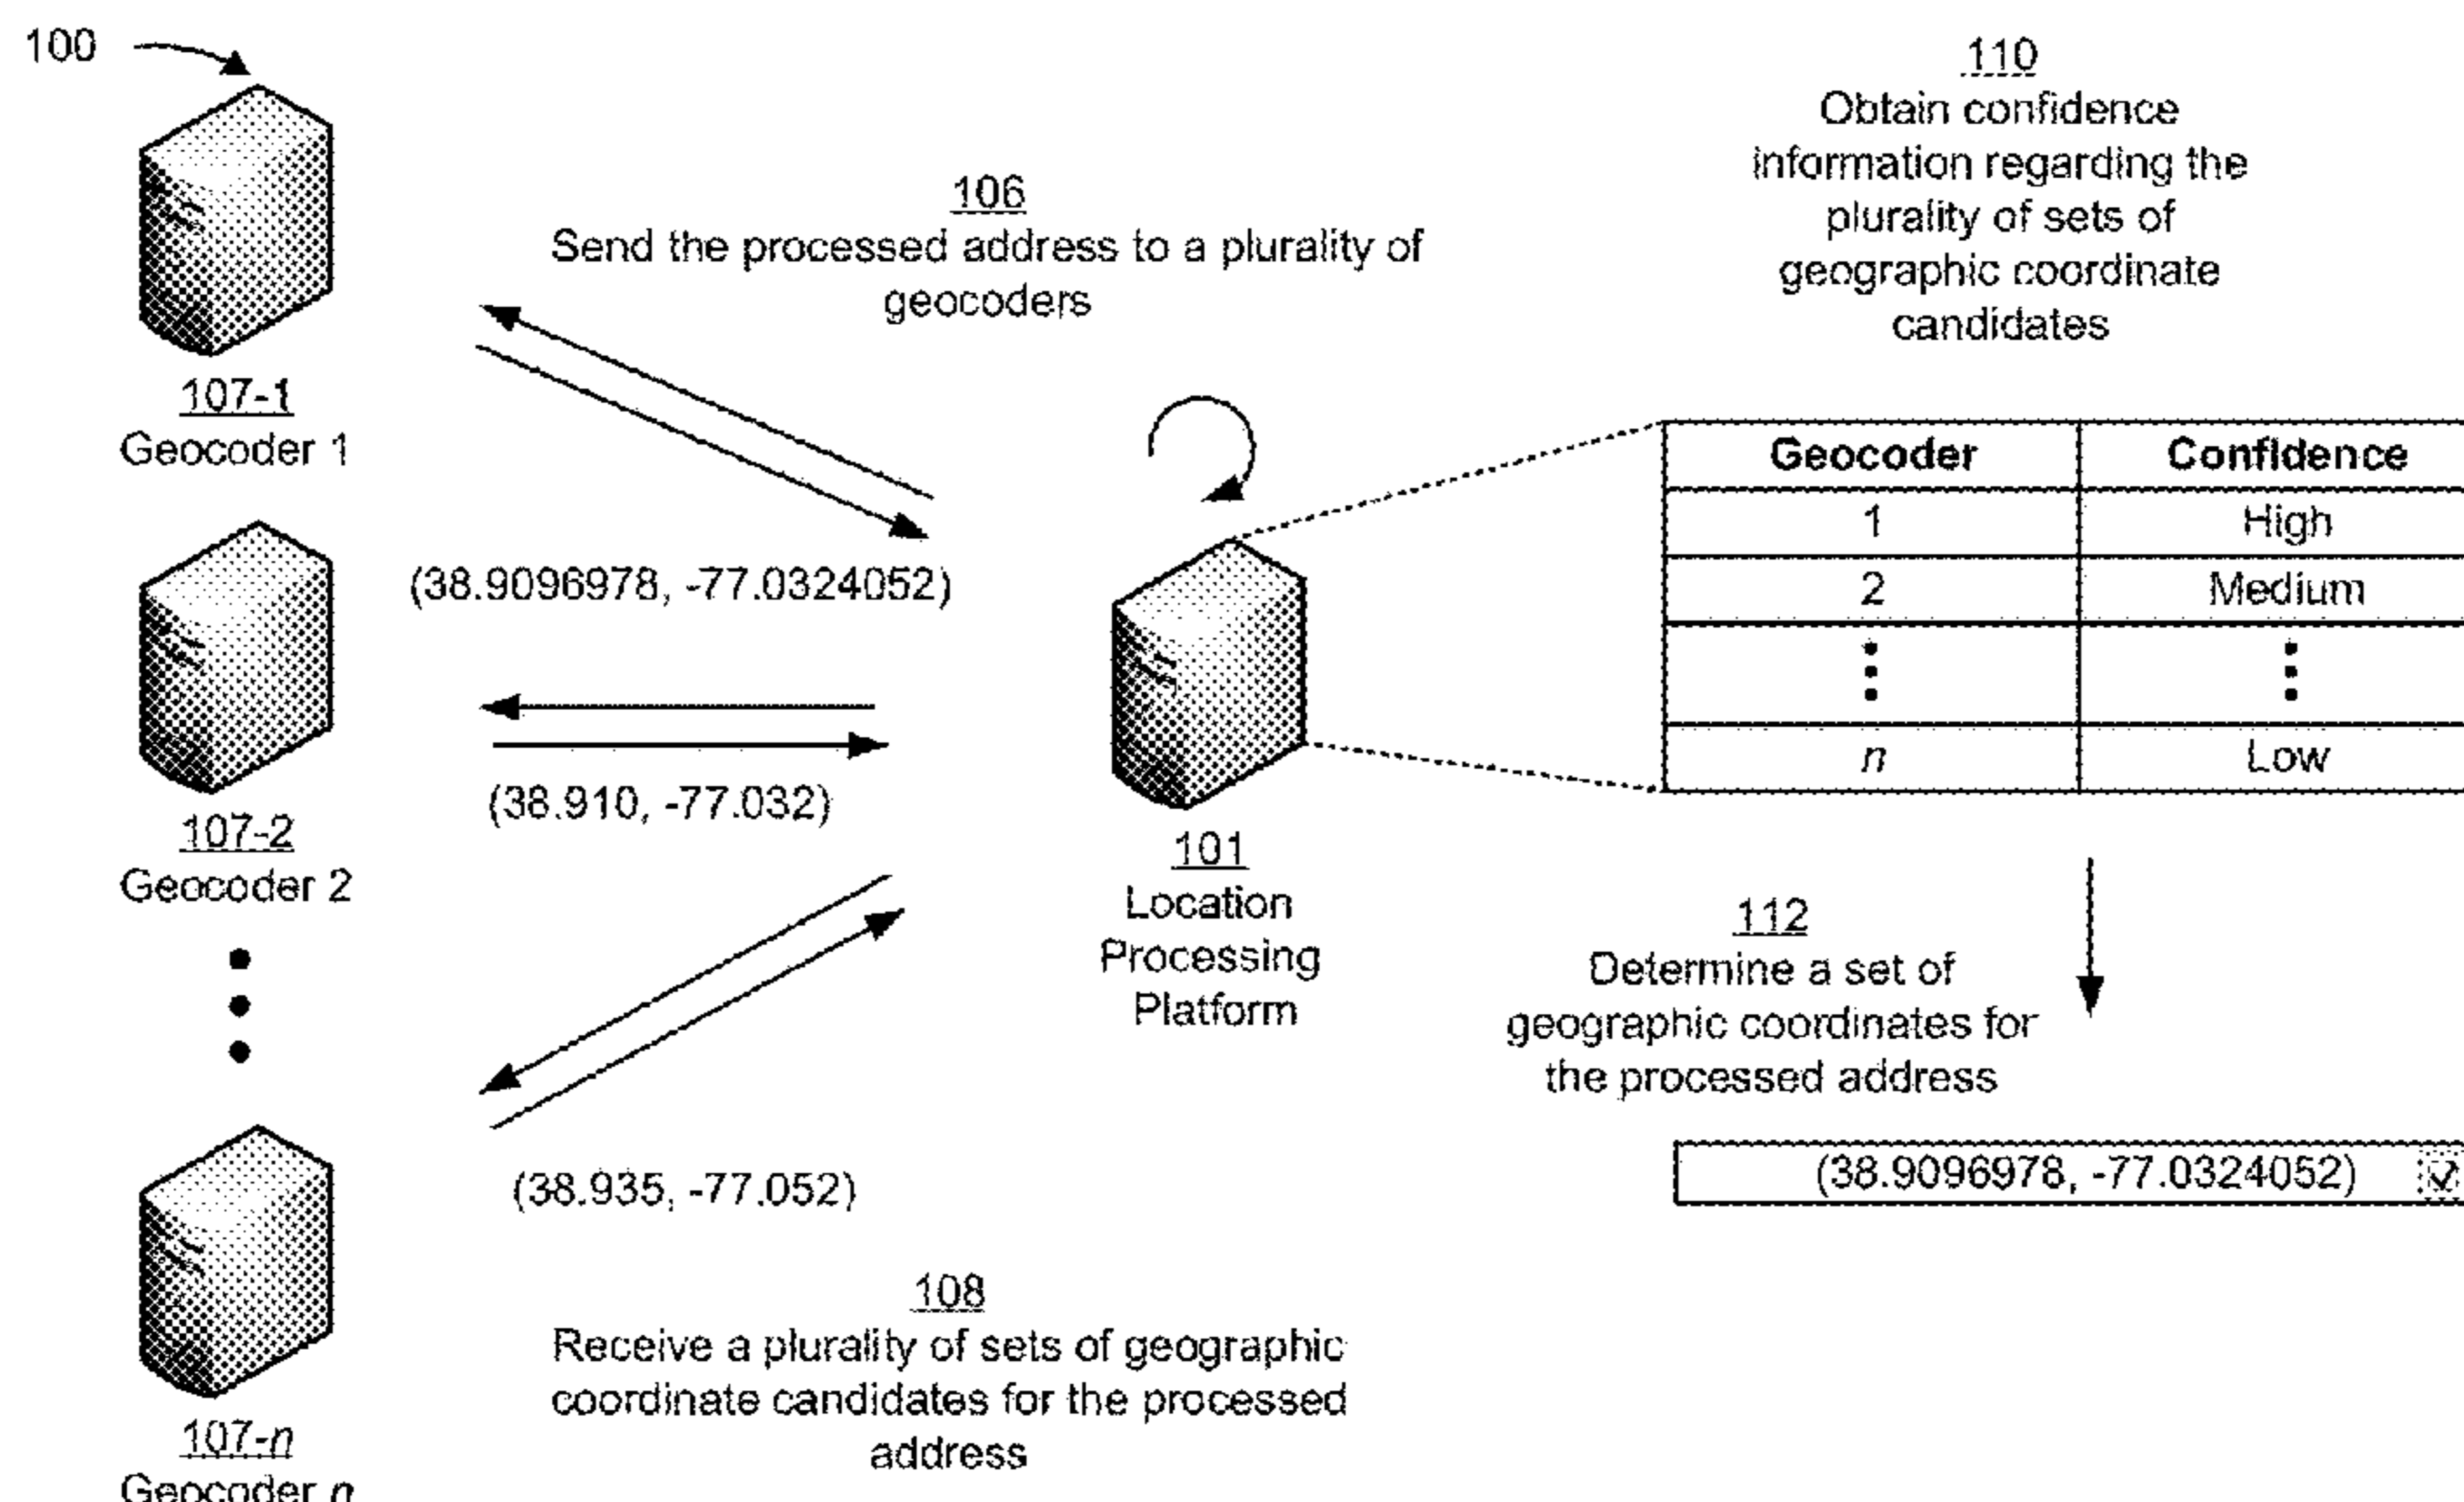 100
107-1
Geocoder 1
107-2
Geocoder 2
107-n
Geocoder n
106
Send the processed address to a plurality of
geocoders
(38.9096978, -77.0324052)
(38.910, -77.032)
(38.935, -77.052)
108
Receive a plurality of sets of geographic
coordinate candidates for the processed
address
101
Location
Processing
Platform
110
Obtain confidence
information regarding the
plurality of sets of
geographic coordinate
candidates
Geocoder Confidence
1 High
2 Medium
n Low
112
Determine a set of
geographic coordinates for
the processed address
(38.9096978, -77.0324052)